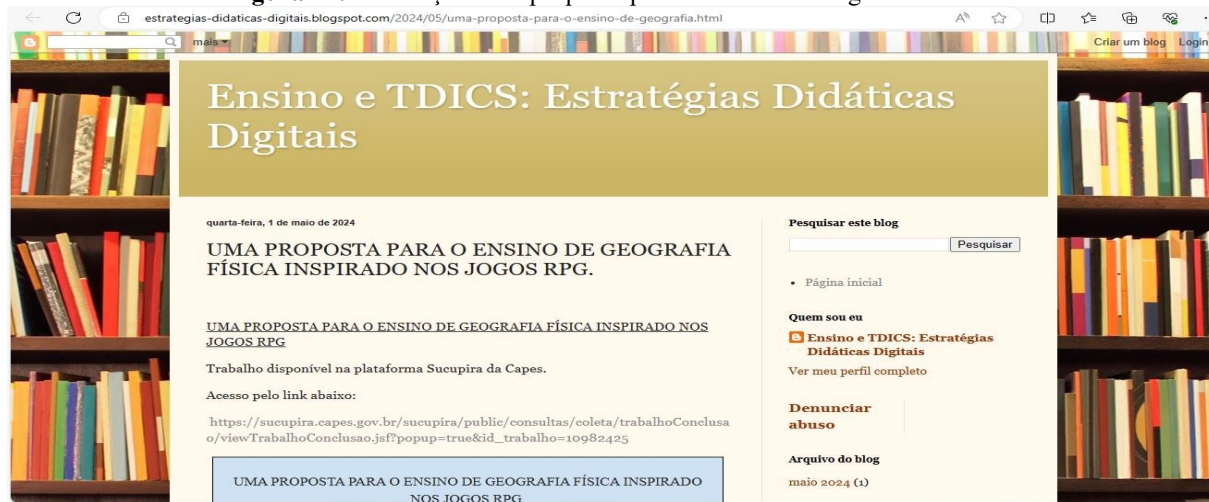 estrategias-didaticas-digitais.blogspot.com/2024/05/uma-proposta-para-o-ensino-de-geografia.html
mais
Criar um blog Login
Ensino e TDICS: Estratégias Didáticas
Digitais
quarta-feira, 1 de maio de 2024
UMA PROPOSTA PARA O ENSINO DE GEOGRAFIA
FÍSICA INSPIRADO NOS JOGOS RPG.
UMA PROPOSTA PARA O ENSINO DE GEOGRAFIA FÍSICA INSPIRADO NOS
JOGOS RPG
Trabalho disponível na plataforma Sucupira da Capes.
Acesso pelo link abaixo:
https://sucupira.capes.gov.br/sucupira/public/consultas/coleta/trabalhoConclusa
o/viewTrabalhoConclusao.jsf?popup=true&id_trabalho=10982425
UMA PROPOSTA PARA O ENSINO DE GEOGRAFIA FÍSICA INSPIRADO
NOS JOGOS RPG
Pesquisar este blog
Pesquisar
Página inicial
Quem sou eu
Ensino e TDICS: Estratégias
Didáticas Digitais
Ver meu perfil completo
Denunciar
abuso
Arquivo do blog
maio 2024 (1)